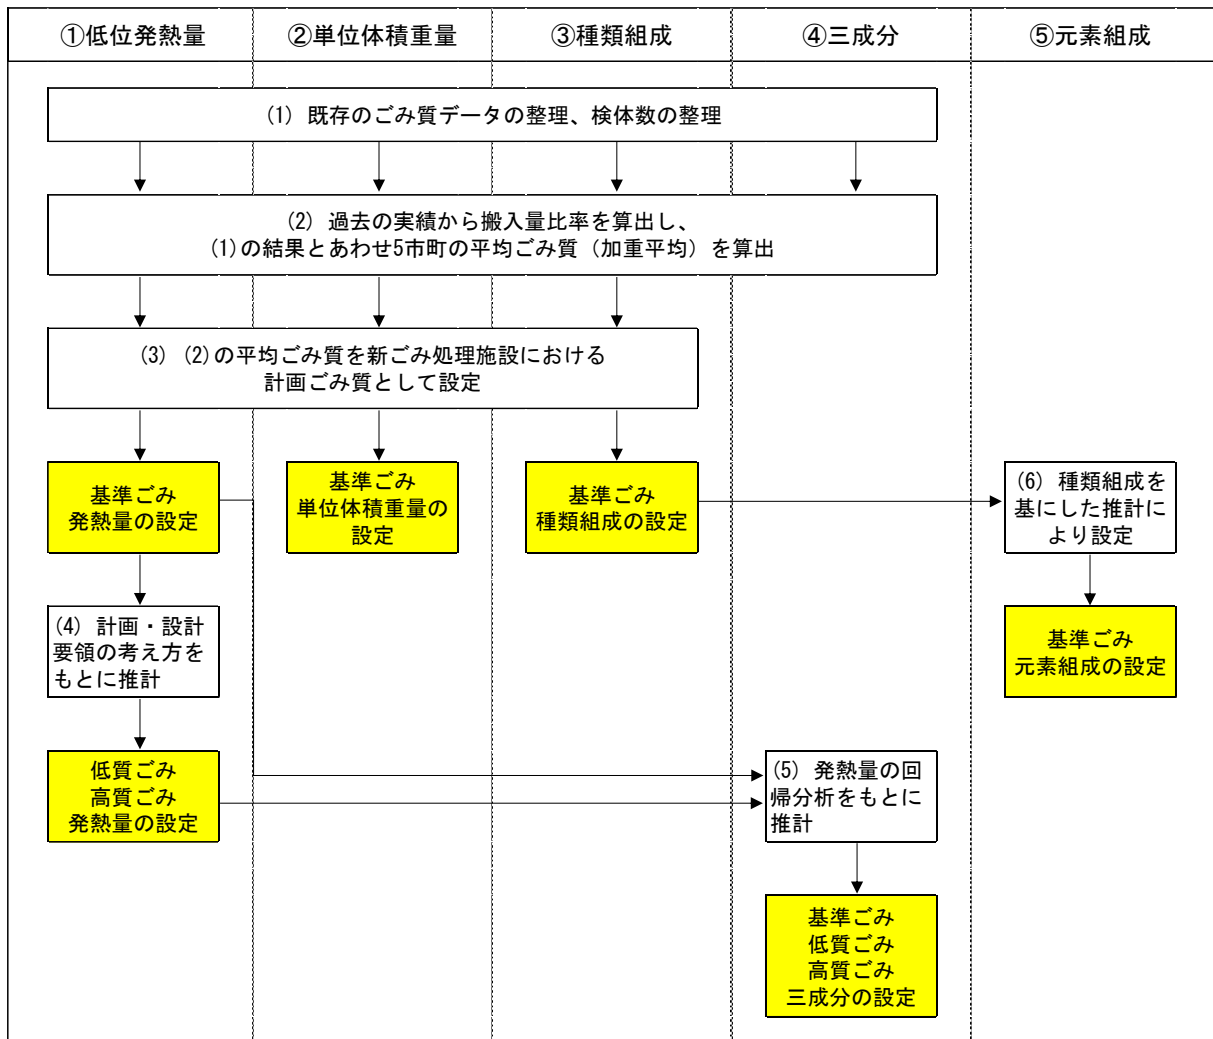 ①低位発熱量
②単位体積重量
③種類組成
④三成分
⑤元素組成
(1) 既存のごみ質データの整理、検体数の整理
(2) 過去の実績から搬入量比率を算出し、
(1)の結果とあわせ5市町の平均ごみ質（加重平均）を算出
(3) (2)の平均ごみ質を新ごみ処理施設における
計画ごみ質として設定
基準ごみ
発熱量の設定
基準ごみ
単位体積重量の
設定
基準ごみ
種類組成の設定
(6) 種類組成を
基にした推計に
より設定
(4) 計画・設計
要領の考え方を
もとに推計
基準ごみ
元素組成の設定
低質ごみ
高質ごみ
発熱量の設定
(5) 発熱量の回
帰分析をもとに
推計
基準ごみ
低質ごみ
高質ごみ
三成分の設定